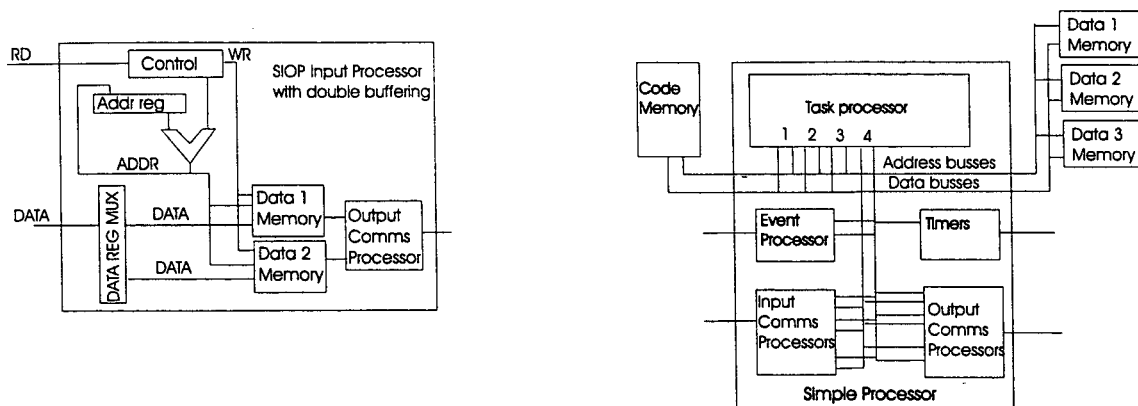 RD
Control
WR
SIOP Input Processor
with double buffering
Addr reg
ADDR
DATA
DATA REG MUX
DATA
DATA
Data 1
Memory
Data 2
Memory
Output
Comms
Processor
Code
Memory
Task processor
1 2 3 4
Address busses
Data busses
Data 1
Memory
Data 2
Memory
Data 3
Memory
Event
Processor
Timers
Input
Comms
Processors
Output
Comms
Processors
Simple Processor